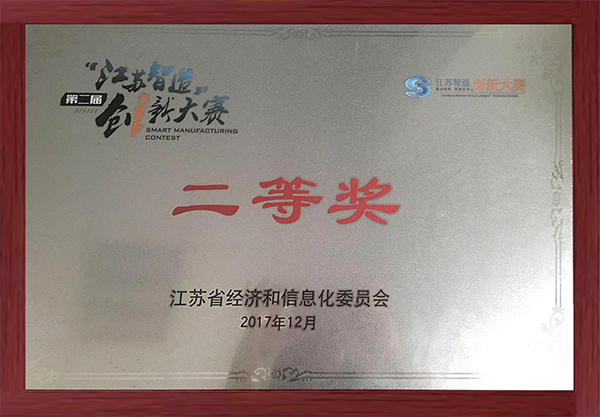 "江苏智造"
第二届
创新大赛
SMART MANUFACTURING
CONTEST
江苏智造
创新大赛
二等奖
江苏省经济和信息化委员会
2017年12月